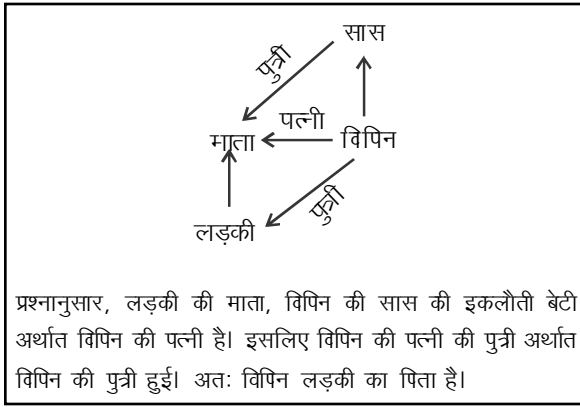 सास
पुत्री
पत्नी
माता विपिन
पुत्री
लड़की
प्रश्नानुसार, लड़की की माता, विपिन की सास की इकलौती बेटी
अर्थात विपिन की पत्नी है। इसलिए विपिन की पत्नी की पुत्री अर्थात
विपिन की पुत्री हुई। अतः विपिन लड़की का पिता है।